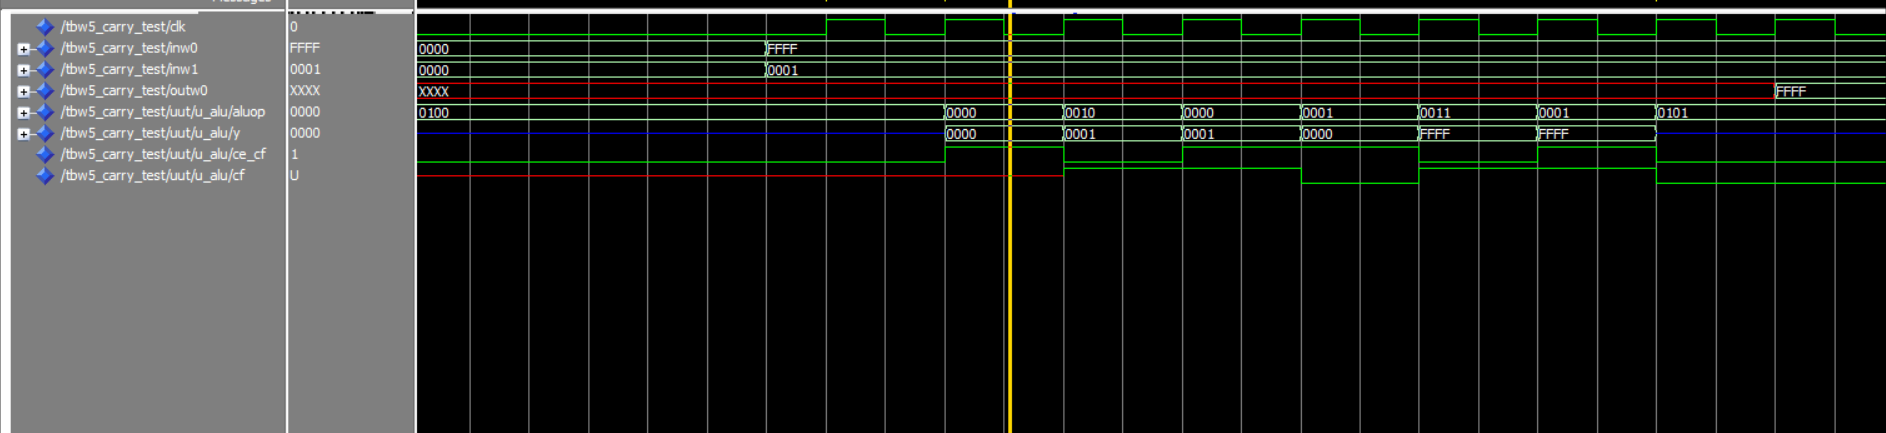 /tbw5_carry_test/clk 0
/tbw5_carry_test/inw0 FFFF 0000 FFFF
/tbw5_carry_test/inw1 0001 0000 0001
/tbw5_carry_test/outw0 XXXX XXXX FFFF
/tbw5_carry_test/uut/u_alu/aluop 0000 0100 0000 0010 0000 0001 0011 0001 0101
/tbw5_carry_test/uut/u_alu/y 0000 0000 0001 0001 0000 FFFF FFFF
/tbw5_carry_test/uut/u_alu/ce_cf 1
/tbw5_carry_test/uut/u_alu/cf U